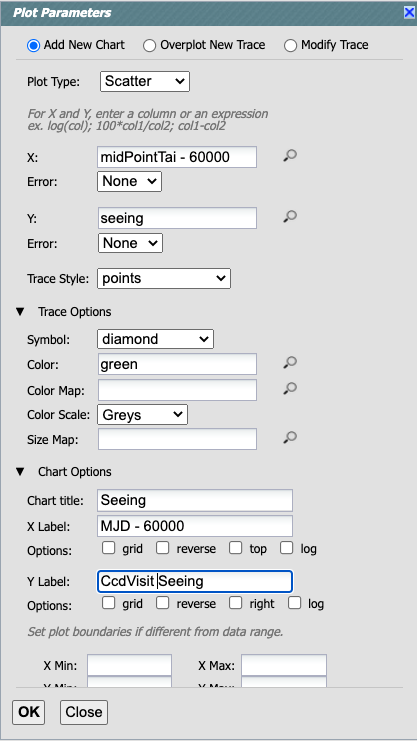 Plot Parameters
Add New Chart Overplot New Trace Modify Trace
Plot Type: Scatter
For X and Y, enter a column or an expression
ex. log(col); 100*col1/col2; col1-col2
X: midPointTai - 60000
Error: None
Y: seeing
Error: None
Trace Style: points
Trace Options
Symbol: diamond
Color: green
Color Map:
Color Scale: Greys
Size Map:
Chart Options
Chart title: Seeing
X Label: MJD - 60000
Options: grid reverse top log
Y Label: CcdVisit Seeing
Options: grid reverse right log
Set plot boundaries if different from data range.
X Min: X Max:
Y Min: Y Max:
OK Close